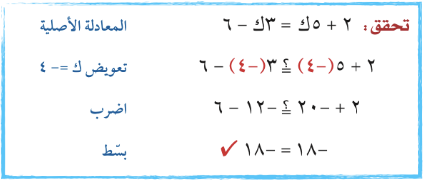 تحقق: ٢ + ٥ك = ٣ك − ٦ المعادلة الأصلية
٢ + ٥(−٤) ≟ ٣(−٤) − ٦ تعويض ك =− ٤
٢ + −٢٠ ≟ −١٢ − ٦ اضرب
−١٨ = −١٨ ✓ بسّط